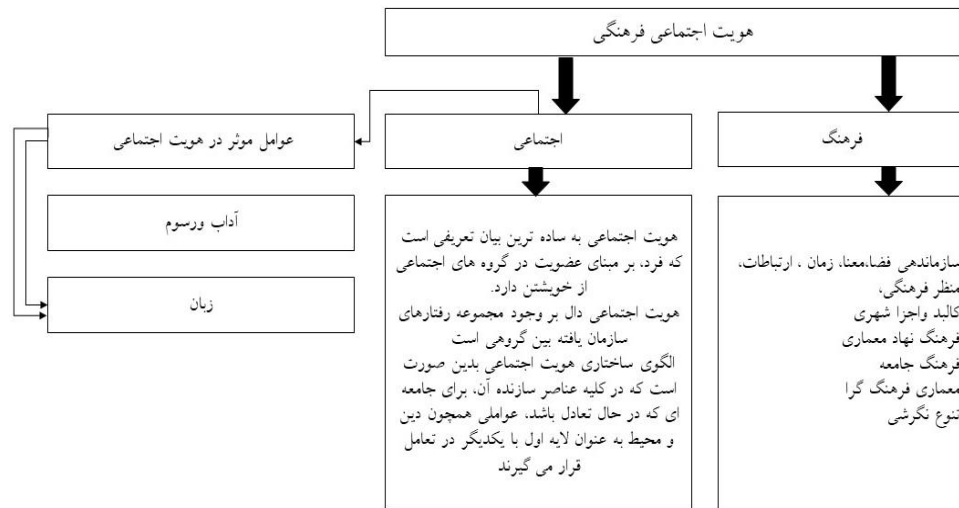 هویت اجتماعی فرهنگی
فرهنگ
اجتماعی
عوامل موثر در هویت اجتماعی
سازماندهی فضا،معنا، زمان ، ارتباطات،
منظر فرهنگی،
کالبد واجزا شهری
فرهنگ نهاد معماری
فرهنگ جامعه
معماری فرهنگ گرا
تنوع نگرشی
هویت اجتماعی به ساده ترین بیان تعریفی است
که فرد، بر مبنای عضویت در گروه های اجتماعی
از خویشتن دارد.
هویت اجتماعی دال بر وجود مجموعه رفتارهای
سازمان یافته بین گروهی است
الگوی ساختاری هویت اجتماعی بدین صورت
است که در کلیه عناصر سازنده آن، برای جامعه
ای که در حال تعادل باشد، عواملی همچون دین
و محیط به عنوان لایه اول با یکدیگر در تعامل
قرار می گیرند
آداب ورسوم
زبان